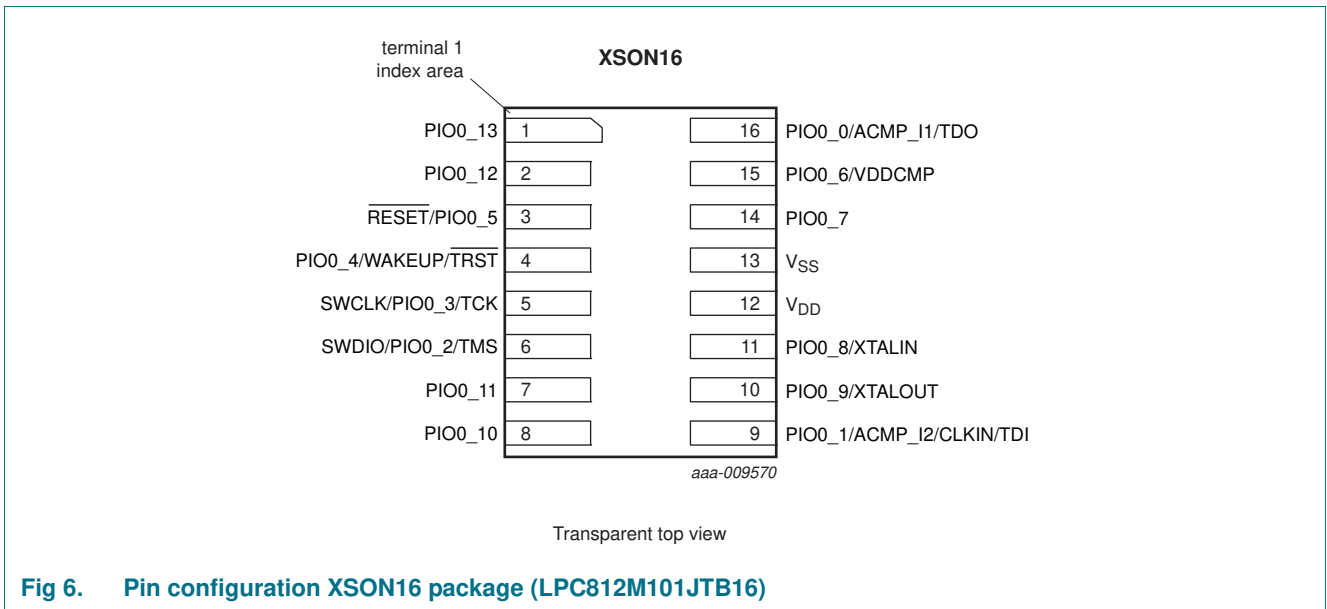 terminal 1
index area
XSON16
PIO0_13 1
16 PIO0_0/ACMP_I1/TDO
PIO0_12 2
15 PIO0_6/VDDCMP
RESET/PIO0_5 3
14 PIO0_7
PIO0_4/WAKEUP/TRST 4
13 VSS
SWCLK/PIO0_3/TCK 5
12 VDD
SWDIO/PIO0_2/TMS 6
11 PIO0_8/XTALIN
PIO0_11 7
10 PIO0_9/XTALOUT
PIO0_10 8
9 PIO0_1/ACMP_I2/CLKIN/TDI
aaa-009570
Transparent top view
Fig 6. Pin configuration XSON16 package (LPC812M101JTB16)